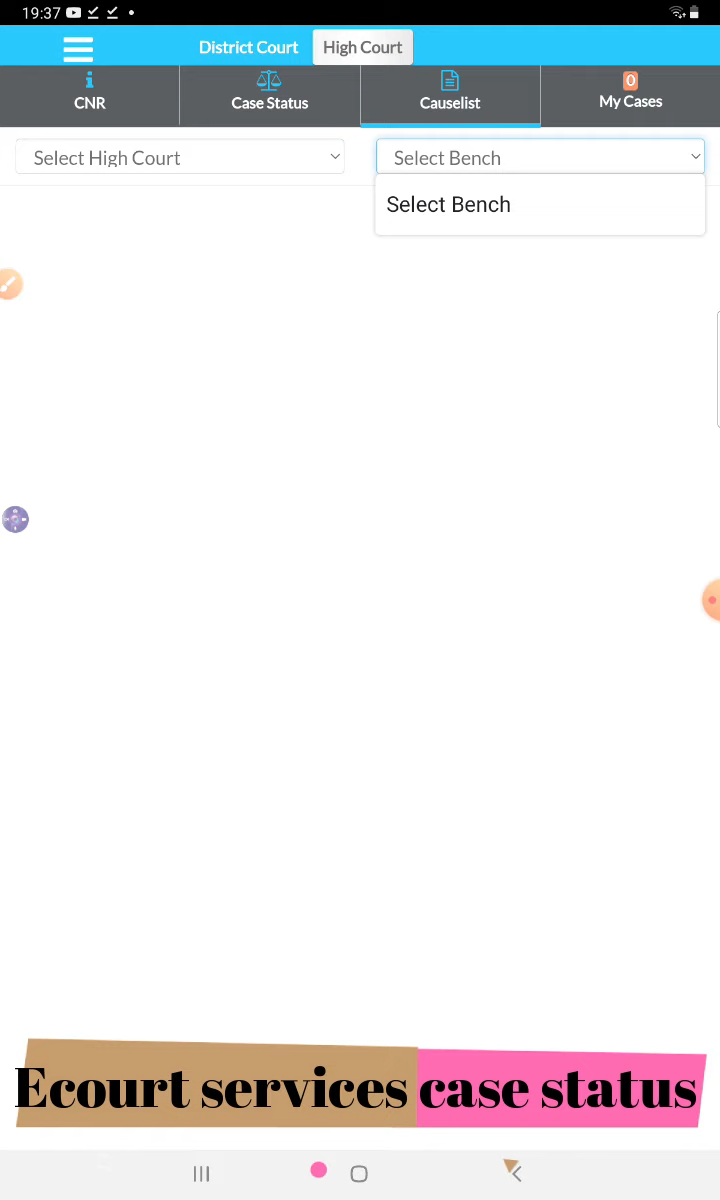 19:37
District Court High Court
CNR Case Status Causelist 0 My Cases
Select High Court Select Bench
Select Bench
Ecourt services case status